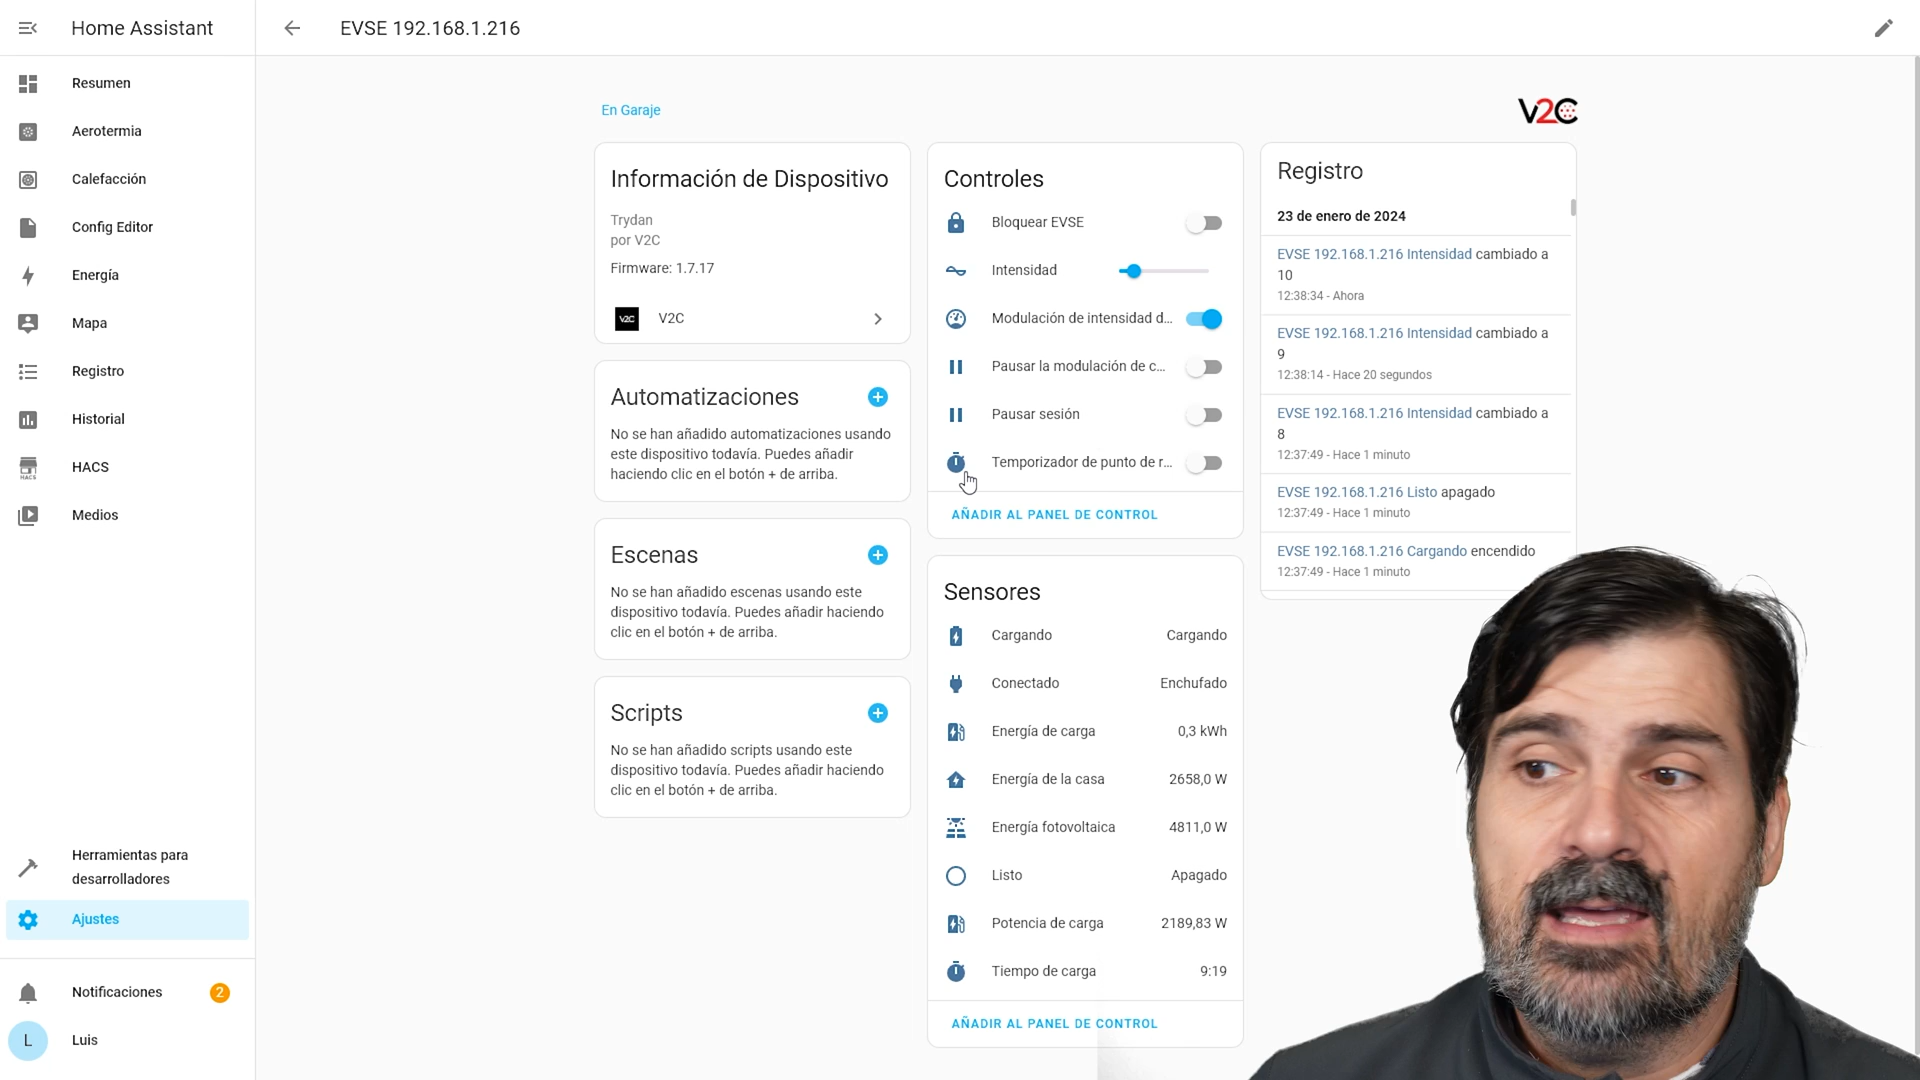 Home Assistant
EVSE 192.168.1.216
Resumen
Aerotermia
Calefacción
Config Editor
Energía
Mapa
Registro
Historial
HACS
HACS
Medios
Herramientas para
desarrolladores
Ajustes
Notificaciones
2
L
Luis
En Garaje
V2C
Información de Dispositivo
Trydan
por V2C
Firmware: 1.7.17
V2C
V2C
Automatizaciones
No se han añadido automatizaciones usando
este dispositivo todavía. Puedes añadir
haciendo clic en el botón + de arriba.
Escenas
No se han añadido escenas usando este
dispositivo todavía. Puedes añadir haciendo
clic en el botón + de arriba.
Scripts
No se han añadido scripts usando este
dispositivo todavía. Puedes añadir haciendo
clic en el botón + de arriba.
Controles
Bloquear EVSE
Intensidad
Modulación de intensidad d...
Pausar la modulación de c...
Pausar sesión
Temporizador de punto de r...
AÑADIR AL PANEL DE CONTROL
Sensores
Cargando Cargando
Conectado Enchufado
Energía de carga 0,3 kWh
Energía de la casa 2658,0 W
Energía fotovoltaica 4811,0 W
Listo Apagado
Potencia de carga 2189,83 W
Tiempo de carga 9:19
AÑADIR AL PANEL DE CONTROL
Registro
23 de enero de 2024
EVSE 192.168.1.216 Intensidad cambiado a
10
12:38:34 - Ahora
EVSE 192.168.1.216 Intensidad cambiado a
9
12:38:14 - Hace 20 segundos
EVSE 192.168.1.216 Intensidad cambiado a
8
12:37:49 - Hace 1 minuto
EVSE 192.168.1.216 Listo apagado
12:37:49 - Hace 1 minuto
EVSE 192.168.1.216 Cargando encendido
12:37:49 - Hace 1 minuto